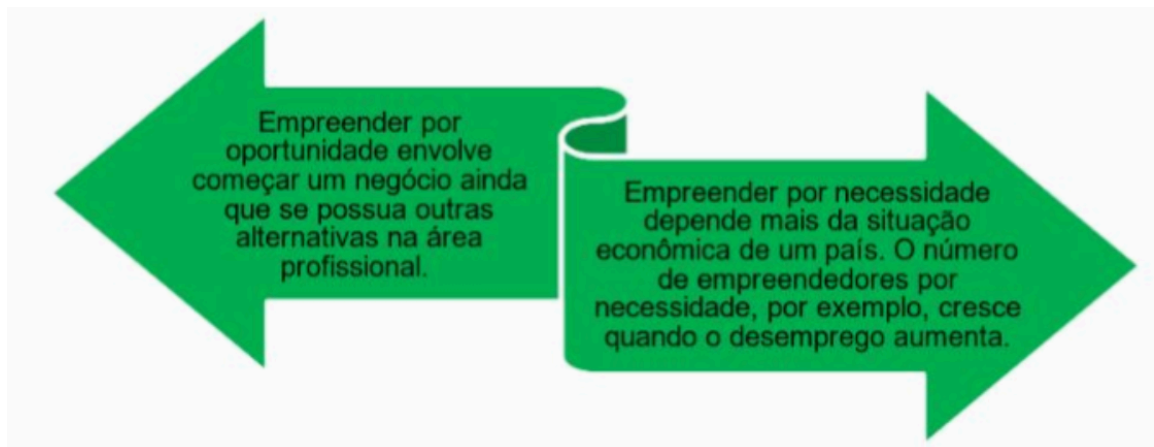 Empreender por
oportunidade envolve
começar um negócio ainda
que se possua outras
alternativas na área
profissional.
Empreender por necessidade
depende mais da situação
econômica de um país. O número
de empreendedores por
necessidade, por exemplo, cresce
quando o desemprego aumenta.